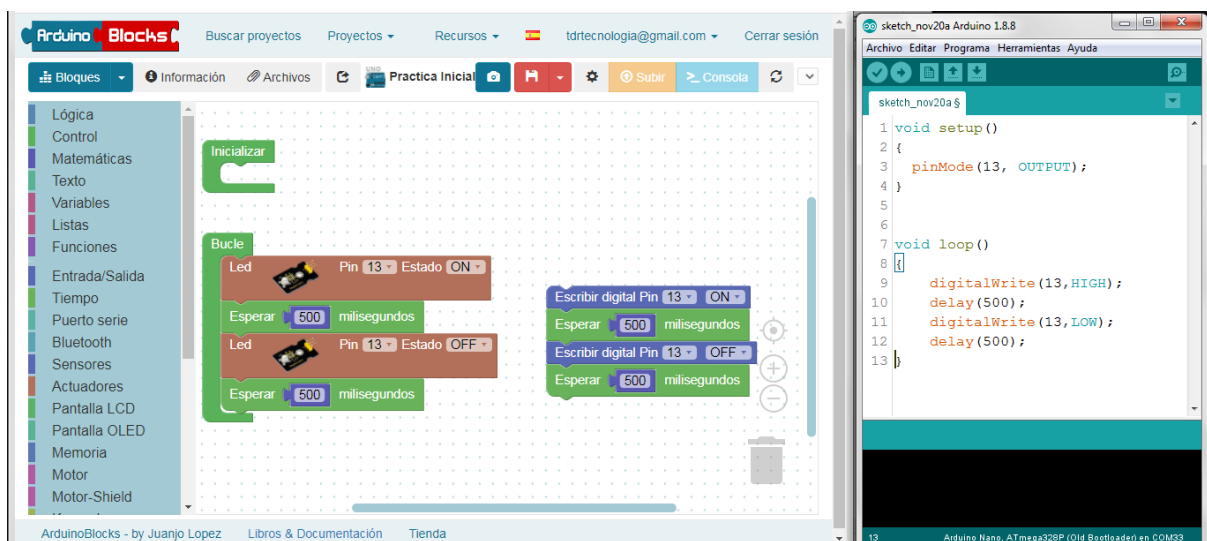 Arduino Blocks
Buscar proyectos Proyectos Recursos tdrtecnologia@gmail.com Cerrar sesión
Bloques Información Archivos UNO Practica Inicial Subir >_ Consola
Lógica
Control
Matemáticas
Texto
Variables
Listas
Funciones
Entrada/Salida
Tiempo
Puerto serie
Bluetooth
Sensores
Actuadores
Pantalla LCD
Pantalla OLED
Memoria
Motor
Motor-Shield
Inicializar
Bucle
Led Pin 13 Estado ON
Esperar 500 milisegundos
Led Pin 13 Estado OFF
Esperar 500 milisegundos
Escribir digital Pin 13 ON
Esperar 500 milisegundos
Escribir digital Pin 13 OFF
Esperar 500 milisegundos
ArduinoBlocks - by Juanjo Lopez Libros & Documentación Tienda
sketch_nov20a Arduino 1.8.8
Archivo Editar Programa Herramientas Ayuda
sketch_nov20a §
1 void setup()
2 {
3 pinMode(13, OUTPUT);
4 }
5
6
7 void loop()
8 {
9 digitalWrite(13,HIGH);
10 delay(500);
11 digitalWrite(13,LOW);
12 delay(500);
13 }
13 Arduino Nano, ATmega328P (Old Bootloader) en COM33